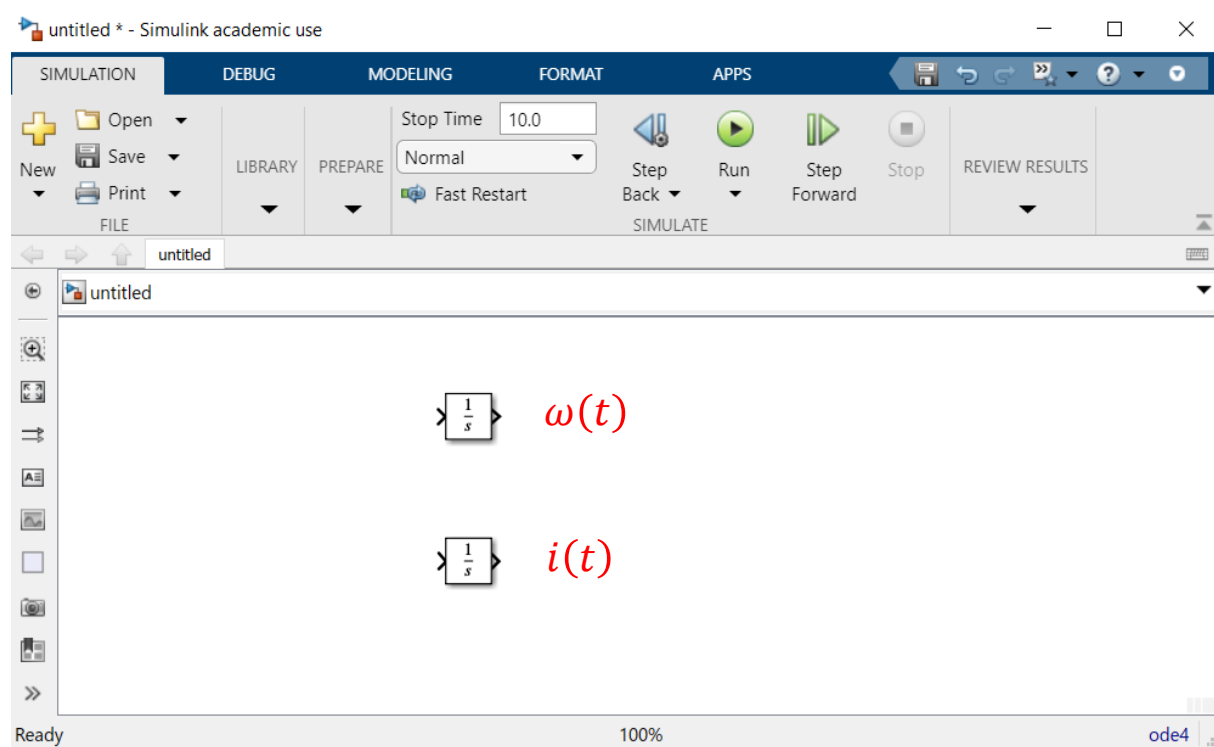 untitled * - Simulink academic use
SIMULATION DEBUG MODELING FORMAT APPS
New
Open
Save
Print
FILE
LIBRARY
PREPARE
Stop Time 10.0
Normal
Fast Restart
Step Back
Run
Step Forward
Stop
SIMULATE
REVIEW RESULTS
untitled
untitled
1/s ω(t)
1/s i(t)
Ready 100% ode4